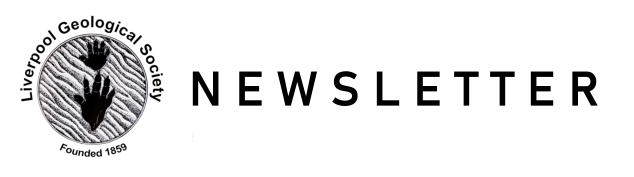 Liverpool Geological Society
NEWSLETTER
Founded 1859